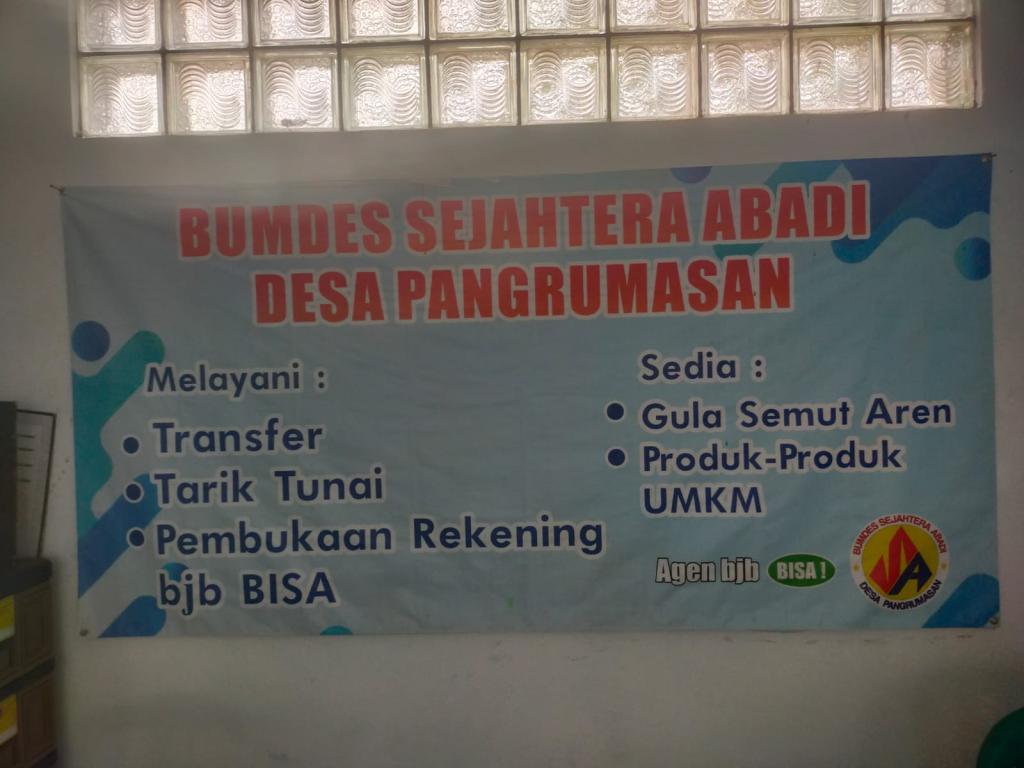 BUMDES SEJAHTERA ABADI
DESA PANGRUMASAN
Melayani :
• Transfer
• Tarik Tunai
• Pembukaan Rekening
bjb BISA
Sedia :
• Gula Semut Aren
• Produk-Produk
UMKM
Agen bjb BISA !
BUMDES SEJAHTERA ABADI
SA
DESA PANGRUMASAN